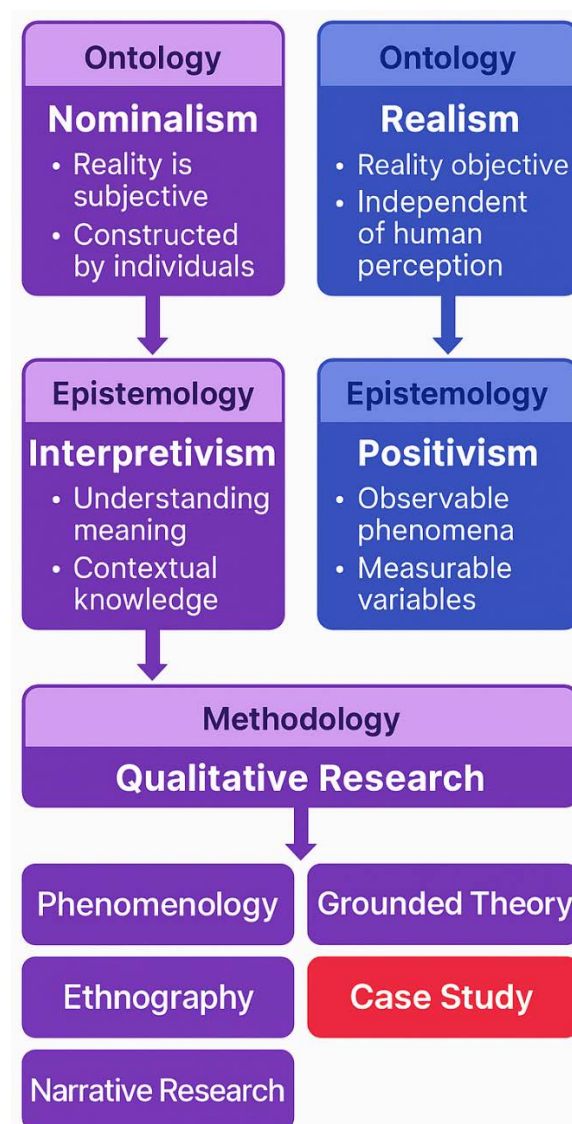 Ontology
Nominalism
• Reality is
subjective
• Constructed
by individuals
Ontology
Realism
• Reality objective
• Independent
of human
perception
Epistemology
Interpretivism
• Understanding
meaning
• Contextual
knowledge
Epistemology
Positivism
• Observable
phenomena
• Measurable
variables
Methodology
Qualitative Research
Phenomenology
Grounded Theory
Ethnography
Case Study
Narrative Research